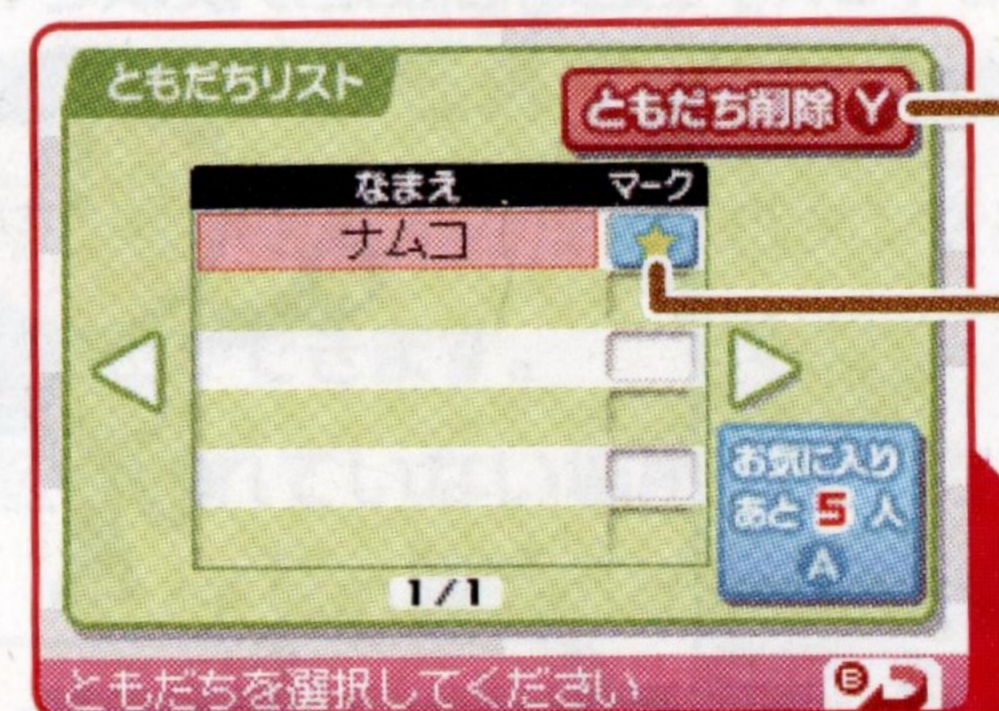 ともだちリスト
ともだち削除 Y
なまえ マーク
ナムコ
お気に入り
あと 5 人
A
1/1
ともだちを選択してください
B